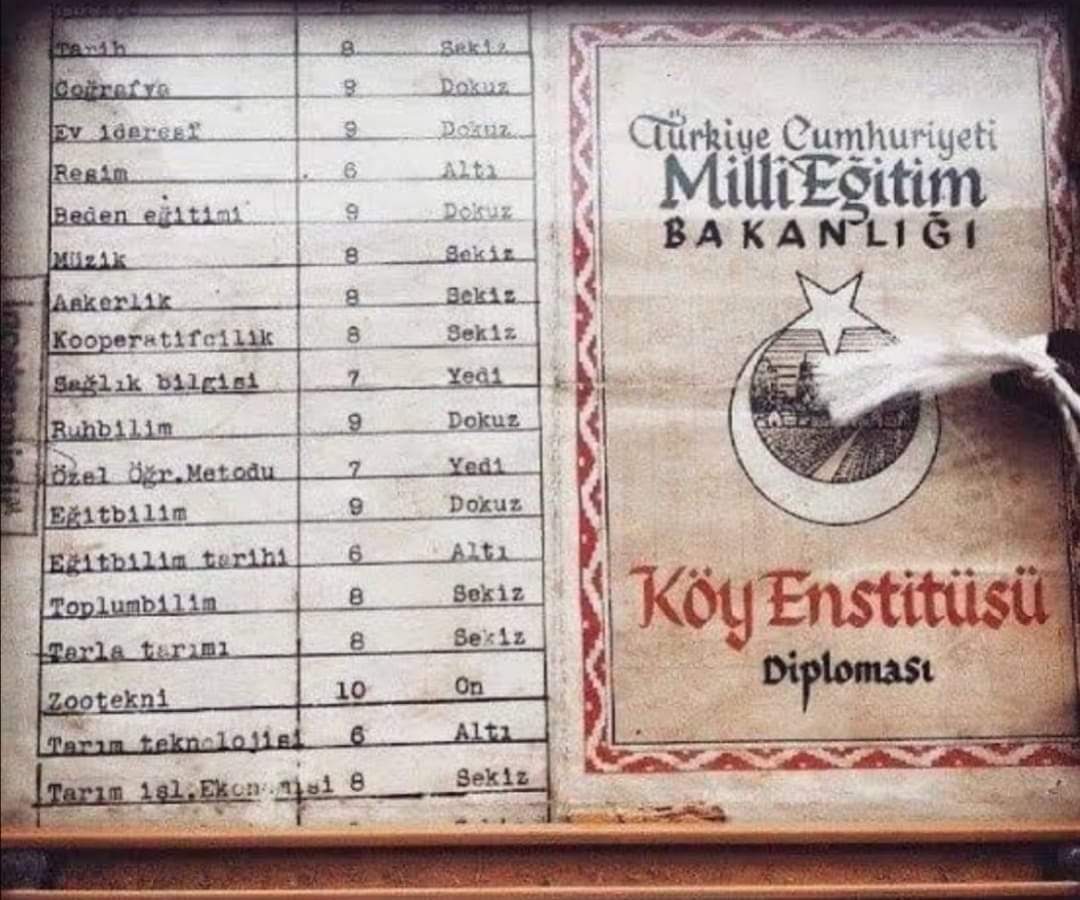 Tarih 8 Sekiz
Coğrafya 9 Dokuz
Ev idaresi 9 Dokuz
Resim 6 Altı
Beden eğitimi 9 Dokuz
Müzik 8 Sekiz
Askerlik 8 Sekiz
Kooperatifcilik 8 Sekiz
Sağlık bilgisi 7 Yedi
Ruhbilim 9 Dokuz
Özel Öğr.Metodu 7 Yedi
Eğitbilim 9 Dokuz
Eğitbilim tarihi 6 Altı
Toplumbilim 8 Sekiz
Tarla tarımı 8 Sekiz
Zootekni 10 On
Tarım teknolojisi 6 Altı
Tarım işl.Ekonomisi 8 Sekiz
Türkiye Cumhuriyeti
Milli Eğitim
BAKANLIĞI
Köy Enstitüsü
Diploması